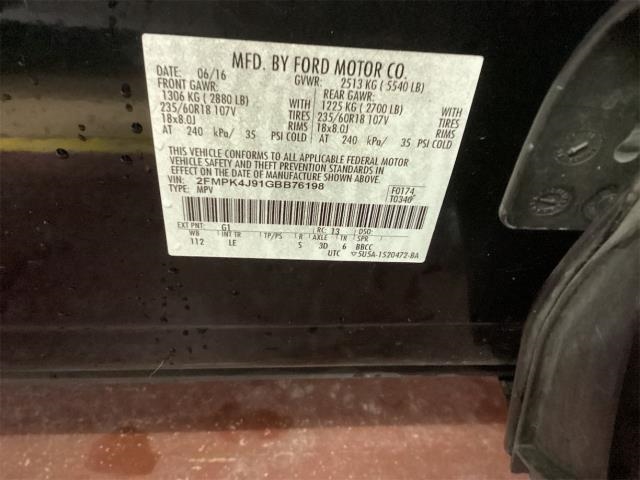 MFD. BY FORD MOTOR CO.
DATE: 06/16 GVWR: 2513 KG ( 5540 LB)
FRONT GAWR: REAR GAWR:
1306 KG ( 2880 LB) WITH 1225 KG ( 2700 LB) WITH
235/60R18 107V TIRES 235/60R18 107V TIRES
18x8.0J RIMS 18x8.0J RIMS
AT 240 kPa/ 35 PSI COLD AT 240 kPa/ 35 PSI COLD
THIS VEHICLE CONFORMS TO ALL APPLICABLE FEDERAL MOTOR
VEHICLE SAFETY AND THEFT PREVENTION STANDARDS IN
EFFECT ON THE DATE OF MANUFACTURE SHOWN ABOVE.
VIN: 2FMPK4J91GBB76198 F0174
TYPE: MPV T0340
EXT PNT: G1 RC: 13 DSO:
WB INT TR TP/PS R AXLE TR SPR
112 LE 5 3D 6 BBCC
UTC ▽5U5A-1520472-BA